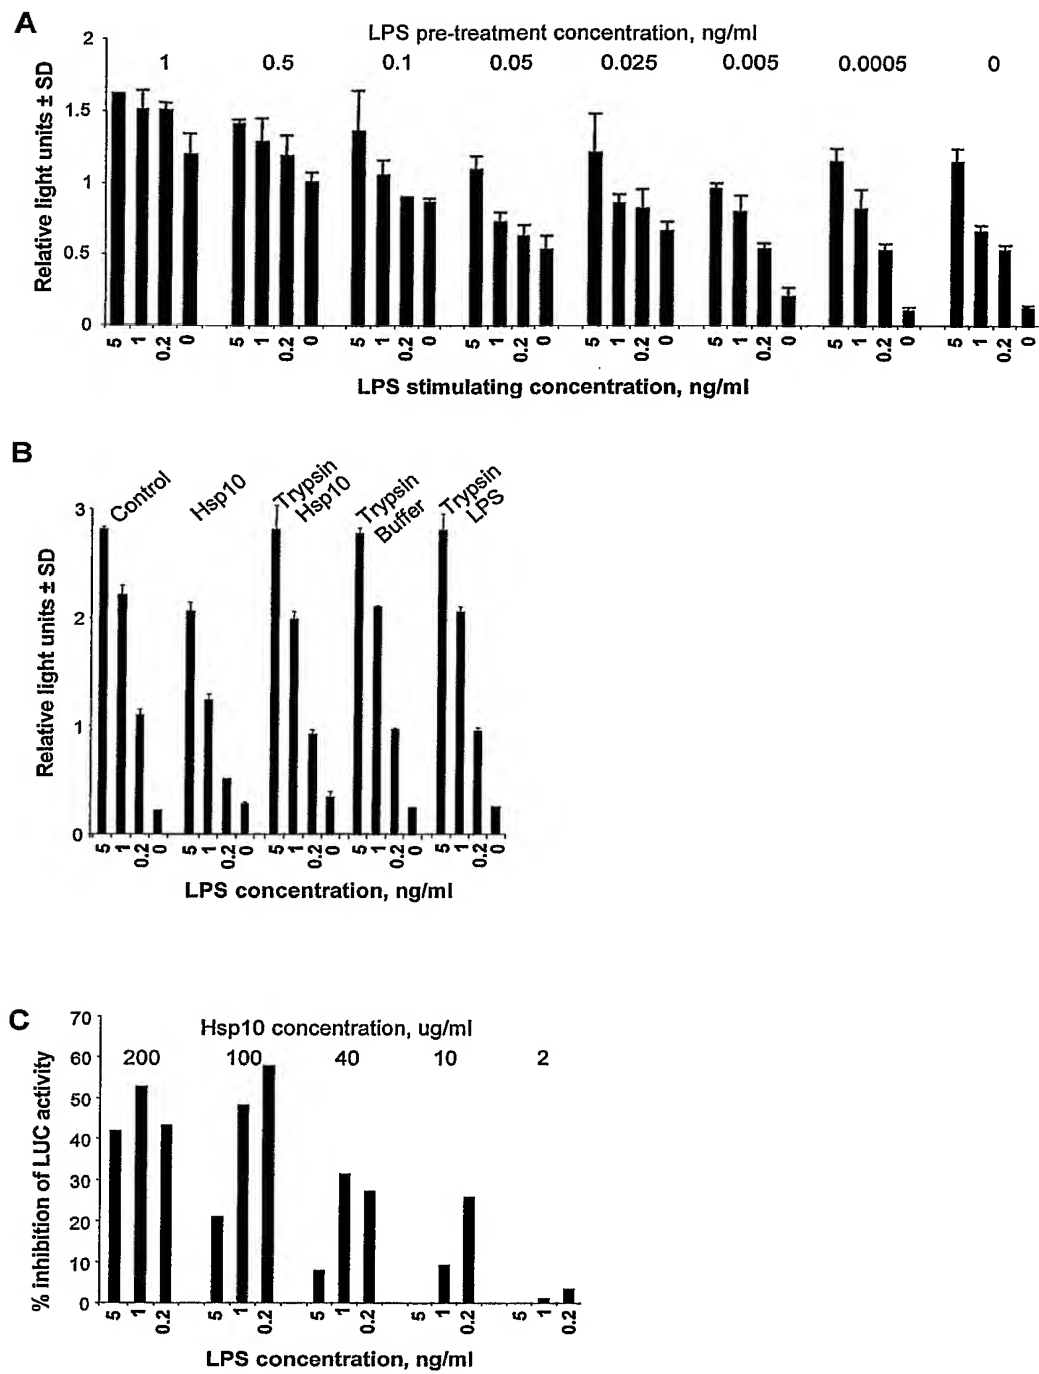 A
LPS pre-treatment concentration, ng/ml
1 0.5 0.1 0.05 0.025 0.005 0.0005 0
Relative light units ± SD
2
1.5
1
0.5
0
5 1 0.2 0 5 1 0.2 0 5 1 0.2 0 5 1 0.2 0 5 1 0.2 0 5 1 0.2 0 5 1 0.2 0 5 1 0.2 0
LPS stimulating concentration, ng/ml
B
Control
Hsp10
Trypsin
Hsp10
Trypsin
Buffer
Trypsin
LPS
Relative light units ± SD
3
2
1
0
5 1 0.2 0 5 1 0.2 0 5 1 0.2 0 5 1 0.2 0 5 1 0.2 0
LPS concentration, ng/ml
C
Hsp10 concentration, ug/ml
200 100 40 10 2
% inhibition of LUC activity
70
60
50
40
30
20
10
0
5 1 0.2 5 1 0.2 5 1 0.2 5 1 0.2 5 1 0.2
LPS concentration, ng/ml